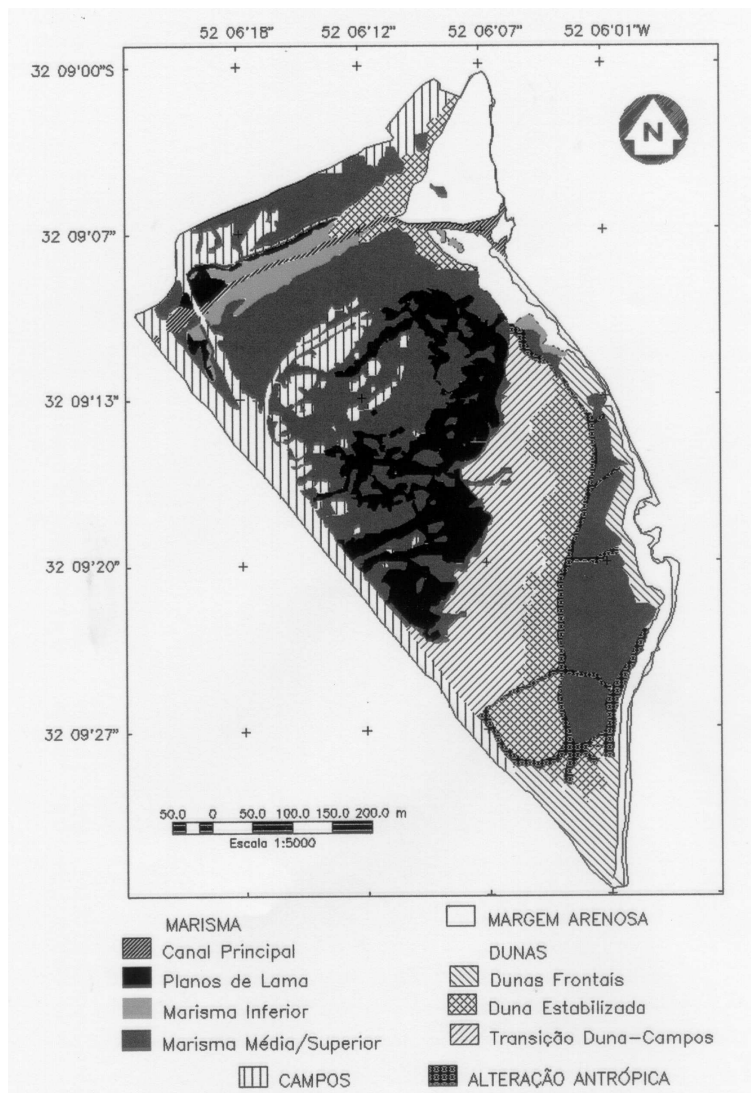 52 06'18" 52 06'12" 52 06'07" 52 06'01"W
32 09'00"S
N
32 09'07"
32 09'13"
32 09'20"
32 09'27"
50.0 0 50.0 100.0 150.0 200.0 m
Escala 1:5000
MARISMA
Canal Principal
Planos de Lama
Marisma Inferior
Marisma Média/Superior
MARGEM ARENOSA
DUNAS
Dunas Frontais
Duna Estabilizada
Transição Duna-Campos
CAMPOS
ALTERAÇÃO ANTRÓPICA